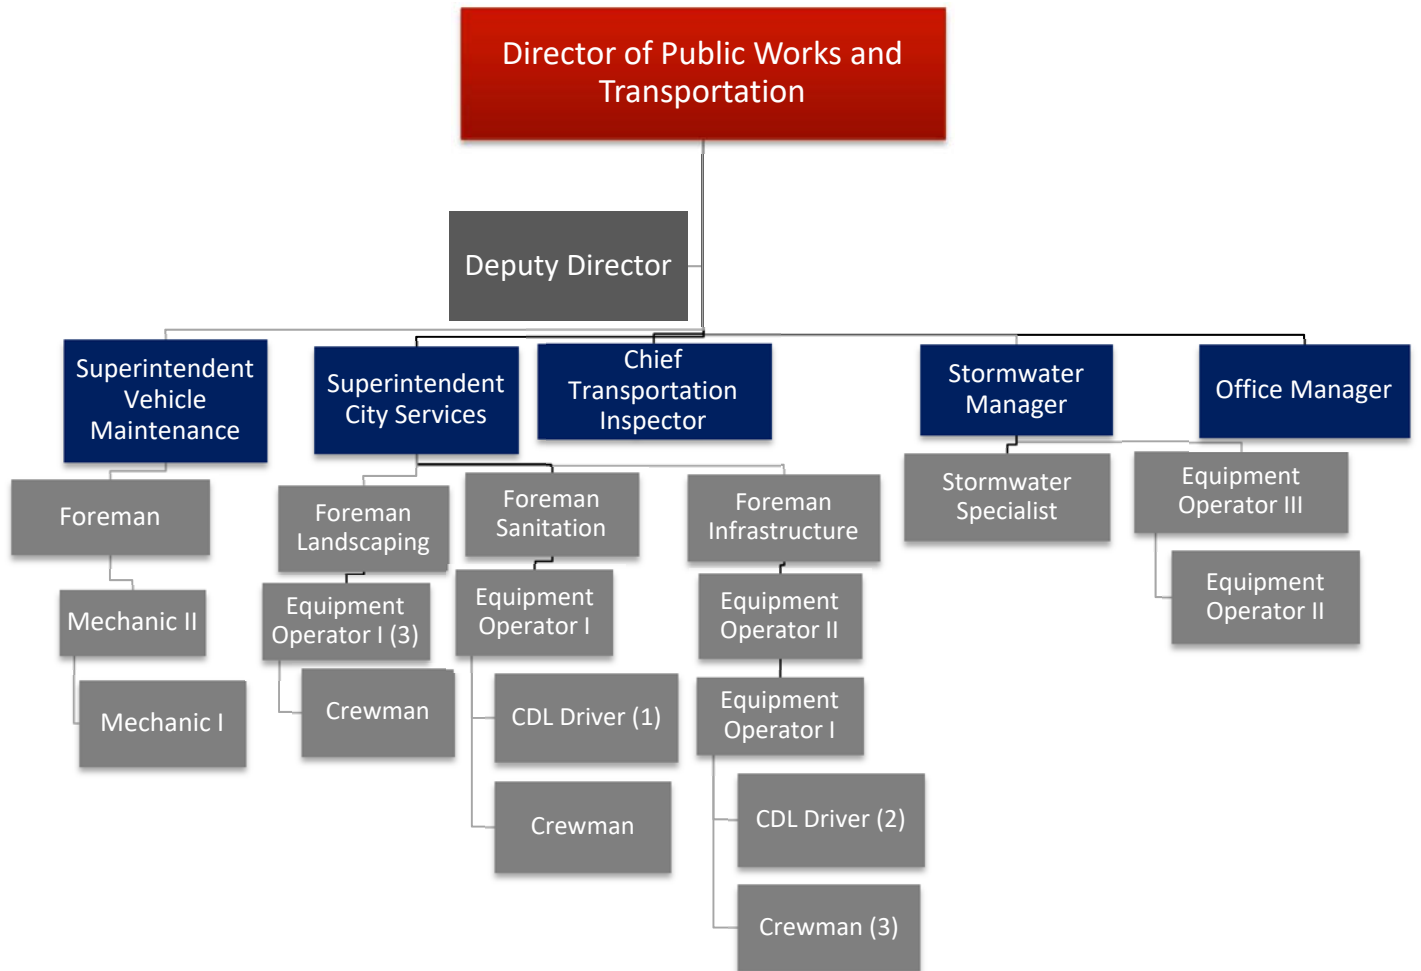 Director of Public Works and
Transportation
Deputy Director
Superintendent
Vehicle
Maintenance
Superintendent
City Services
Chief
Transportation
Inspector
Stormwater
Manager
Office Manager
Foreman
Mechanic II
Mechanic I
Foreman
Landscaping
Equipment
Operator I (3)
Crewman
Foreman
Sanitation
Equipment
Operator I
CDL Driver (1)
Crewman
Foreman
Infrastructure
Equipment
Operator II
Equipment
Operator I
CDL Driver (2)
Crewman (3)
Stormwater
Specialist
Equipment
Operator III
Equipment
Operator II